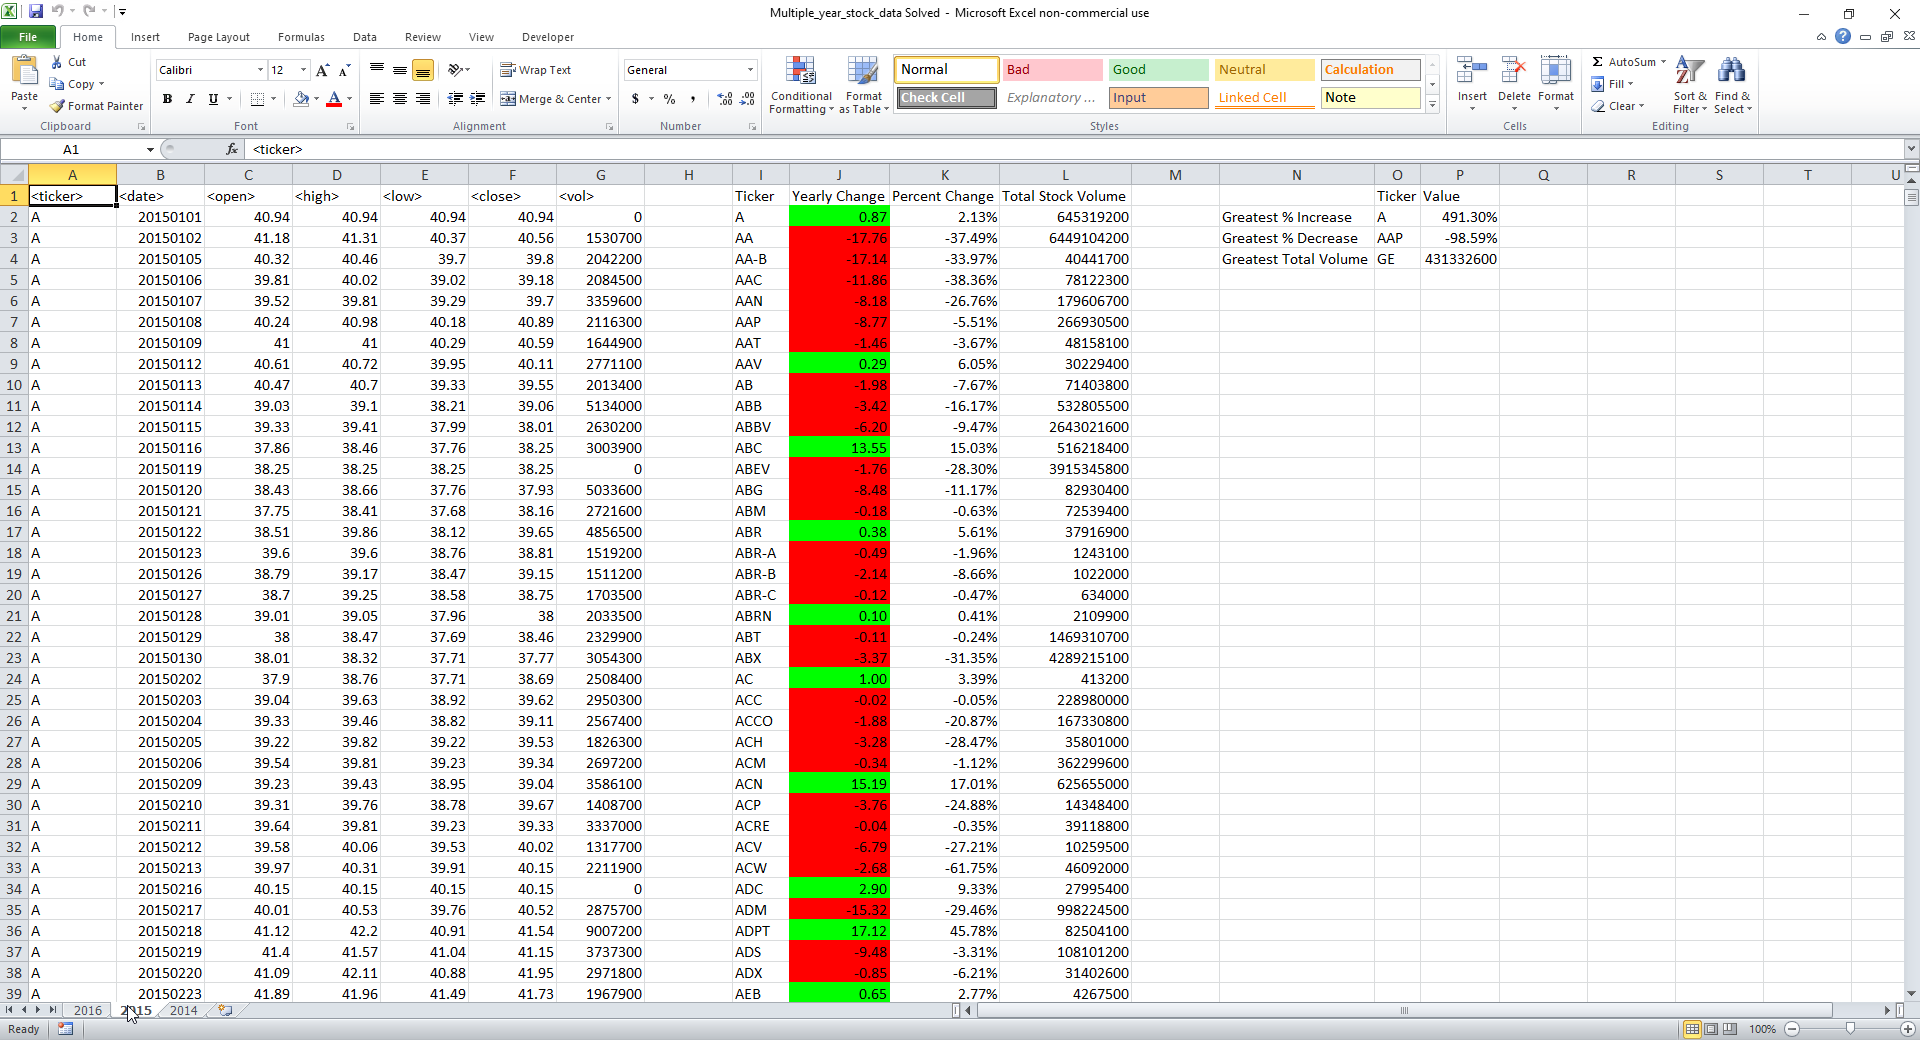 Multiple_year_stock_data Solved - Microsoft Excel non-commercial use
File Home Insert Page Layout Formulas Data Review View Developer
Paste Cut Copy Format Painter Clipboard
Calibri 12 A A B I U A Font
Wrap Text Merge & Center Alignment
General $ % , Number
Conditional Formatting Format as Table
Normal Bad Good Neutral Calculation
Check Cell Explanatory ... Input Linked Cell Note
Styles
Insert Delete Format Cells
Σ AutoSum Fill Clear Sort & Filter Find & Select Editing
A1 fx <ticker>
A B C D E F G H I J K L M N O P Q R S T U
1 <ticker> <date> <open> <high> <low> <close> <vol> Ticker Yearly Change Percent Change Total Stock Volume Ticker Value
2 A 20150101 40.94 40.94 40.94 40.94 0 A 0.87 2.13% 645319200 Greatest % Increase A 491.30%
3 A 20150102 41.18 41.31 40.37 40.56 1530700 AA -17.76 -37.49% 6449104200 Greatest % Decrease AAP -98.59%
4 A 20150105 40.32 40.46 39.7 39.8 2042200 AA-B -17.14 -33.97% 40441700 Greatest Total Volume GE 431332600
5 A 20150106 39.81 40.02 39.02 39.18 2084500 AAC -11.86 -38.36% 78122300
6 A 20150107 39.52 39.81 39.29 39.7 3359600 AAN -8.18 -26.76% 179606700
7 A 20150108 40.24 40.98 40.18 40.89 2116300 AAP -8.77 -5.51% 266930500
8 A 20150109 41 41 40.29 40.59 1644900 AAT -1.46 -3.67% 48158100
9 A 20150112 40.61 40.72 39.95 40.11 2771100 AAV 0.29 6.05% 30229400
10 A 20150113 40.47 40.7 39.33 39.55 2013400 AB -1.98 -7.67% 71403800
11 A 20150114 39.03 39.1 38.21 39.06 5134000 ABB -3.42 -16.17% 532805500
12 A 20150115 39.33 39.41 37.99 38.01 2630200 ABBV -6.20 -9.47% 2643021600
13 A 20150116 37.86 38.46 37.76 38.25 3003900 ABC 13.55 15.03% 516218400
14 A 20150119 38.25 38.25 38.25 38.25 0 ABEV -1.76 -28.30% 3915345800
15 A 20150120 38.43 38.66 37.76 37.93 5033600 ABG -8.48 -11.17% 82930400
16 A 20150121 37.75 38.41 37.68 38.16 2721600 ABM -0.18 -0.63% 72539400
17 A 20150122 38.51 39.86 38.12 39.65 4856500 ABR 0.38 5.61% 37916900
18 A 20150123 39.6 39.6 38.76 38.81 1519200 ABR-A -0.49 -1.96% 1243100
19 A 20150126 38.79 39.17 38.47 39.15 1511200 ABR-B -2.14 -8.66% 1022000
20 A 20150127 38.7 39.25 38.58 38.75 1703500 ABR-C -0.12 -0.47% 634000
21 A 20150128 39.01 39.05 37.96 38 2033500 ABRN 0.10 0.41% 2109900
22 A 20150129 38 38.47 37.69 38.46 2329900 ABT -0.11 -0.24% 1469310700
23 A 20150130 38.01 38.32 37.71 37.77 3054300 ABX -3.37 -31.35% 4289215100
24 A 20150202 37.9 38.76 37.71 38.69 2508400 AC 1.00 3.39% 413200
25 A 20150203 39.04 39.63 38.92 39.62 2950300 ACC -0.02 -0.05% 228980000
26 A 20150204 39.33 39.46 38.82 39.11 2567400 ACCO -1.88 -20.87% 167330800
27 A 20150205 39.22 39.82 39.22 39.53 1826300 ACH -3.28 -28.47% 35801000
28 A 20150206 39.54 39.81 39.23 39.34 2697200 ACM -0.34 -1.12% 362299600
29 A 20150209 39.23 39.43 38.95 39.04 3586100 ACN 15.19 17.01% 625655000
30 A 20150210 39.31 39.76 38.78 39.67 1408700 ACP -3.76 -24.88% 14348400
31 A 20150211 39.64 39.81 39.23 39.33 3337000 ACRE -0.04 -0.35% 39118800
32 A 20150212 39.58 40.06 39.53 40.02 1317700 ACV -6.79 -27.21% 10259500
33 A 20150213 39.97 40.31 39.91 40.15 2211900 ACW -2.68 -61.75% 46092000
34 A 20150216 40.15 40.15 40.15 40.15 0 ADC 2.90 9.33% 27995400
35 A 20150217 40.01 40.53 39.76 40.52 2875700 ADM -15.32 -29.46% 998224500
36 A 20150218 41.12 42.2 40.91 41.54 9007200 ADPT 17.12 45.78% 82504100
37 A 20150219 41.4 41.57 41.04 41.15 3737300 ADS -9.48 -3.31% 108101200
38 A 20150220 41.09 42.11 40.88 41.95 2971800 ADX -0.85 -6.21% 31402600
39 A 20150223 41.89 41.96 41.49 41.73 1967900 AEB 0.65 2.77% 4267500
2016 2015 2014
Ready 100%